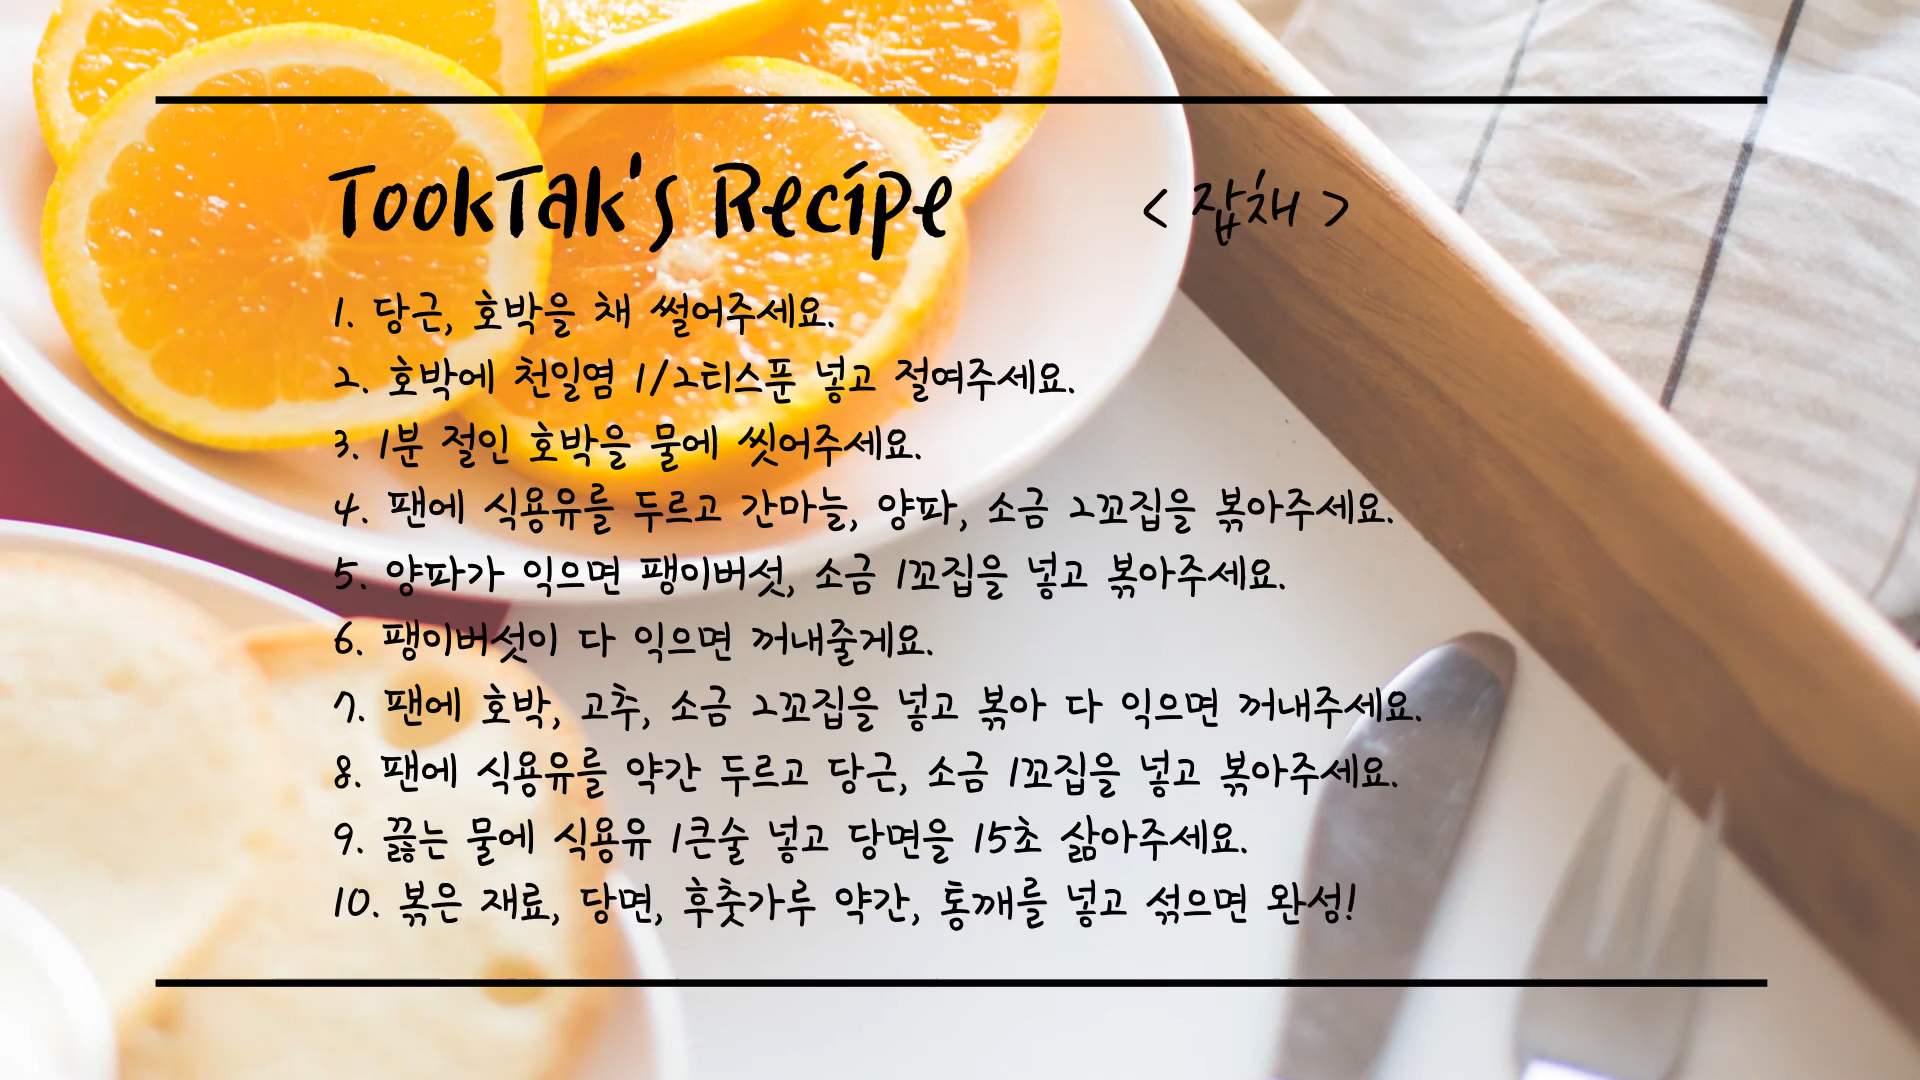 TookTak's Recipe < 잡채 >
1. 당근, 호박을 채 썰어주세요.
2. 호박에 천일염 1/2티스푼 넣고 절여주세요.
3. 1분 절인 호박을 물에 씻어주세요.
4. 팬에 식용유를 두르고 간마늘, 양파, 소금 2꼬집을 볶아주세요.
5. 양파가 익으면 팽이버섯, 소금 1꼬집을 넣고 볶아주세요.
6. 팽이버섯이 다 익으면 꺼내줄게요.
7. 팬에 호박, 고추, 소금 2꼬집을 넣고 볶아 다 익으면 꺼내주세요.
8. 팬에 식용유를 약간 두르고 당근, 소금 1꼬집을 넣고 볶아주세요.
9. 끓는 물에 식용유 1큰술 넣고 당면을 15초 삶아주세요.
10. 볶은 재료, 당면, 후춧가루 약간, 통깨를 넣고 섞으면 완성!